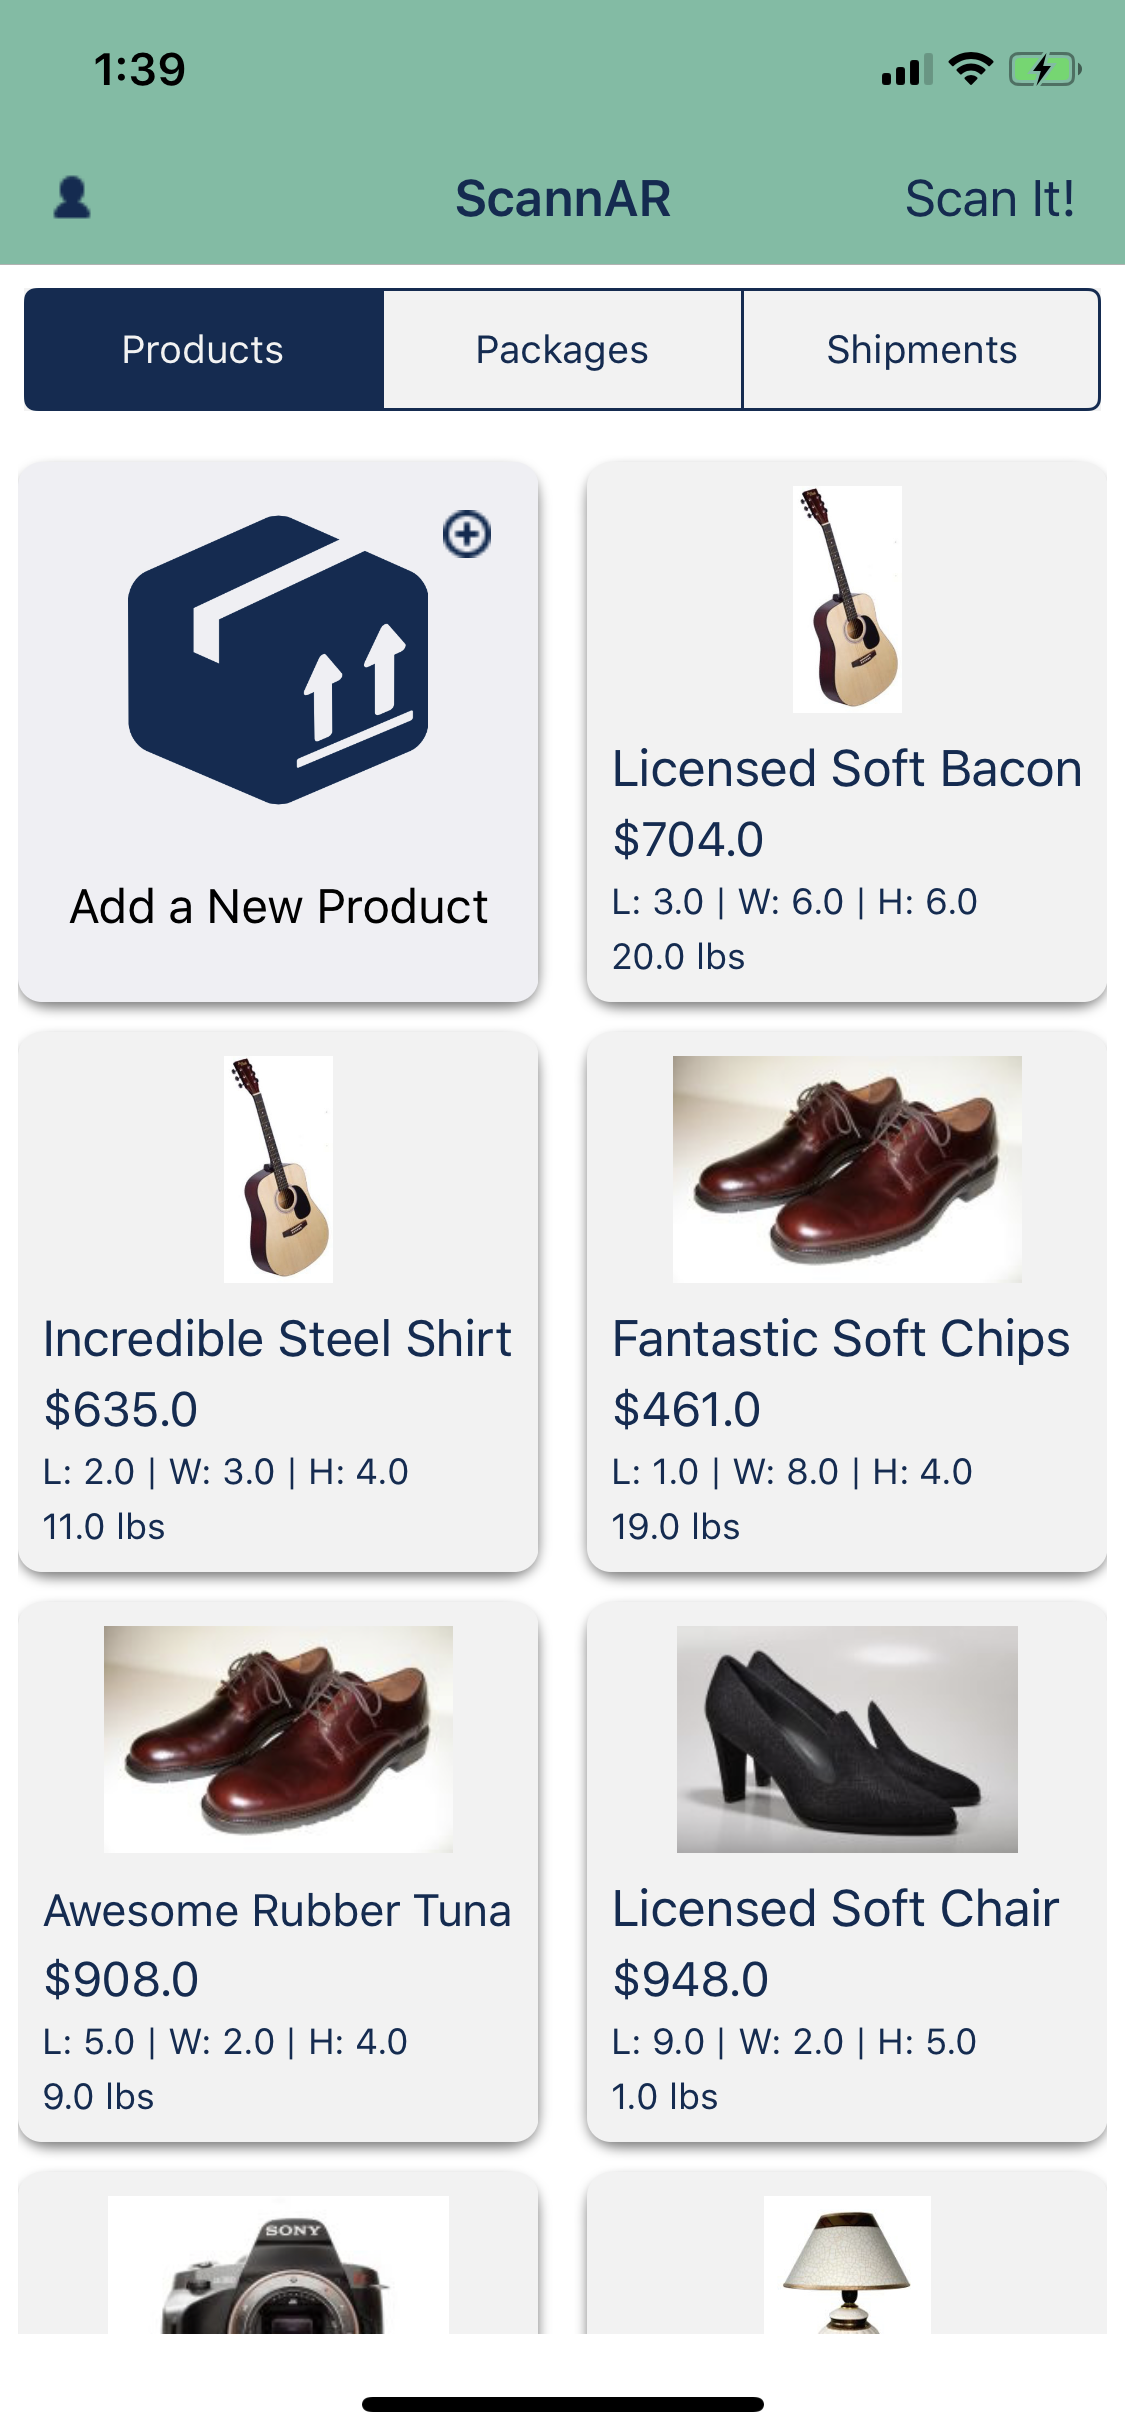 1:39
ScannAR
Scan It!
Products
Packages
Shipments
Add a New Product
Licensed Soft Bacon
$704.0
L: 3.0 | W: 6.0 | H: 6.0
20.0 lbs
Incredible Steel Shirt
$635.0
L: 2.0 | W: 3.0 | H: 4.0
11.0 lbs
Fantastic Soft Chips
$461.0
L: 1.0 | W: 8.0 | H: 4.0
19.0 lbs
Awesome Rubber Tuna
$908.0
L: 5.0 | W: 2.0 | H: 4.0
9.0 lbs
Licensed Soft Chair
$948.0
L: 9.0 | W: 2.0 | H: 5.0
1.0 lbs
SONY